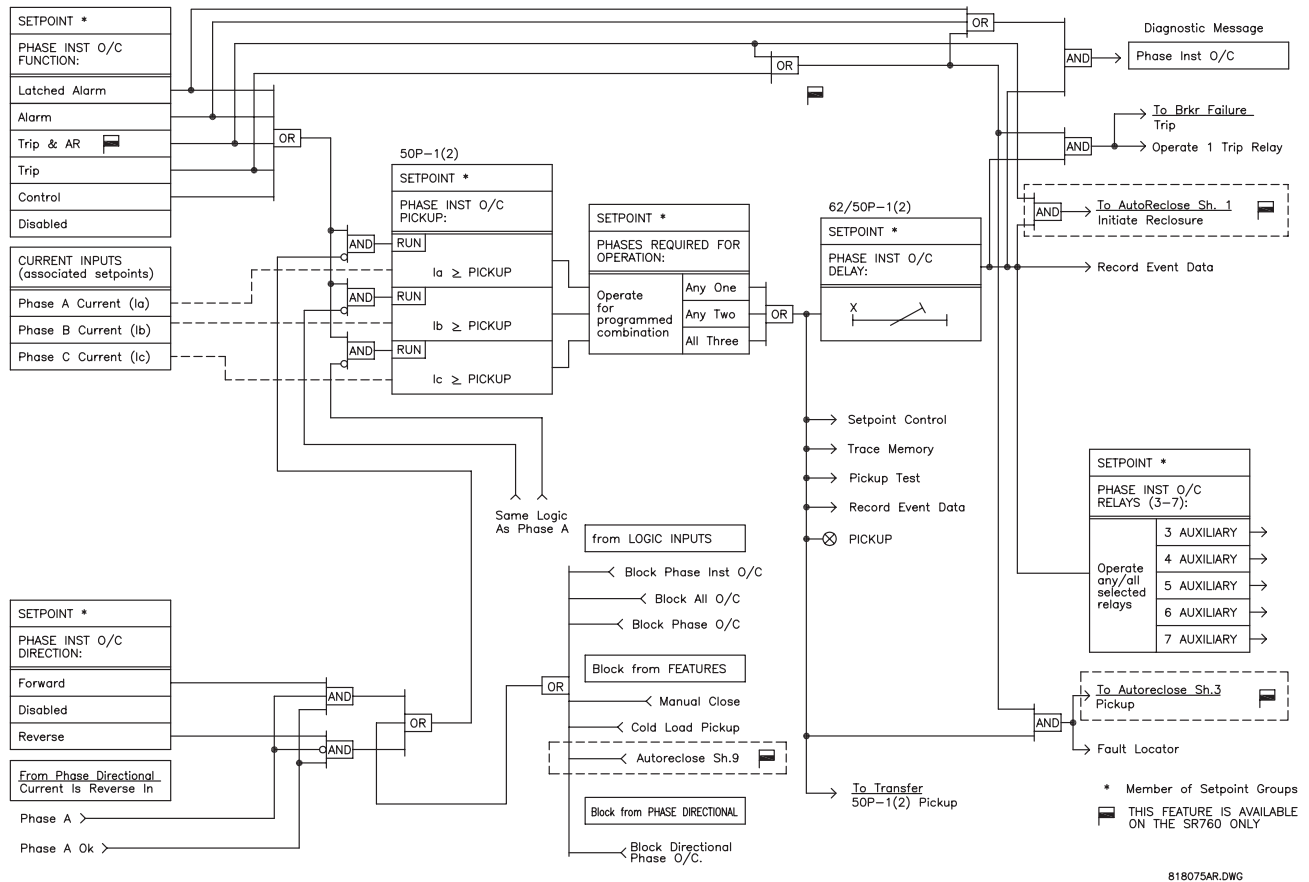 SETPOINT *
PHASE INST O/C
FUNCTION:
Latched Alarm
Alarm
Trip & AR
Trip
Control
Disabled
CURRENT INPUTS
(associated setpoints)
Phase A Current (Ia)
Phase B Current (Ib)
Phase C Current (Ic)
OR
AND
AND
AND
50P-1(2)
SETPOINT *
PHASE INST O/C
PICKUP:
RUN
Ia ≥ PICKUP
RUN
Ib ≥ PICKUP
RUN
Ic ≥ PICKUP
Same Logic
As Phase A
SETPOINT *
PHASES REQUIRED FOR
OPERATION:
Operate
for
programmed
combination
Any One
Any Two
All Three
OR
62/50P-1(2)
SETPOINT *
PHASE INST O/C
DELAY:
X
OR
OR
AND
Diagnostic Message
Phase Inst O/C
AND
To Brkr Failure
Trip
Operate 1 Trip Relay
AND
To AutoReclose Sh. 1
Initiate Reclosure
Record Event Data
Setpoint Control
Trace Memory
Pickup Test
Record Event Data
PICKUP
SETPOINT *
PHASE INST O/C
RELAYS (3-7):
Operate
any/all
selected
relays
3 AUXILIARY
4 AUXILIARY
5 AUXILIARY
6 AUXILIARY
7 AUXILIARY
SETPOINT *
PHASE INST O/C
DIRECTION:
Forward
Disabled
Reverse
From Phase Directional
Current Is Reverse In
Phase A
Phase A Ok
AND
AND
OR
OR
from LOGIC INPUTS
Block Phase Inst O/C
Block All O/C
Block Phase O/C
Block from FEATURES
Manual Close
Cold Load Pickup
Autoreclose Sh.9
Block from PHASE DIRECTIONAL
Block Directional
Phase O/C.
To Transfer
50P-1(2) Pickup
AND
To Autoreclose Sh.3
Pickup
Fault Locator
* Member of Setpoint Groups
THIS FEATURE IS AVAILABLE
ON THE SR760 ONLY
818075AR.DWG